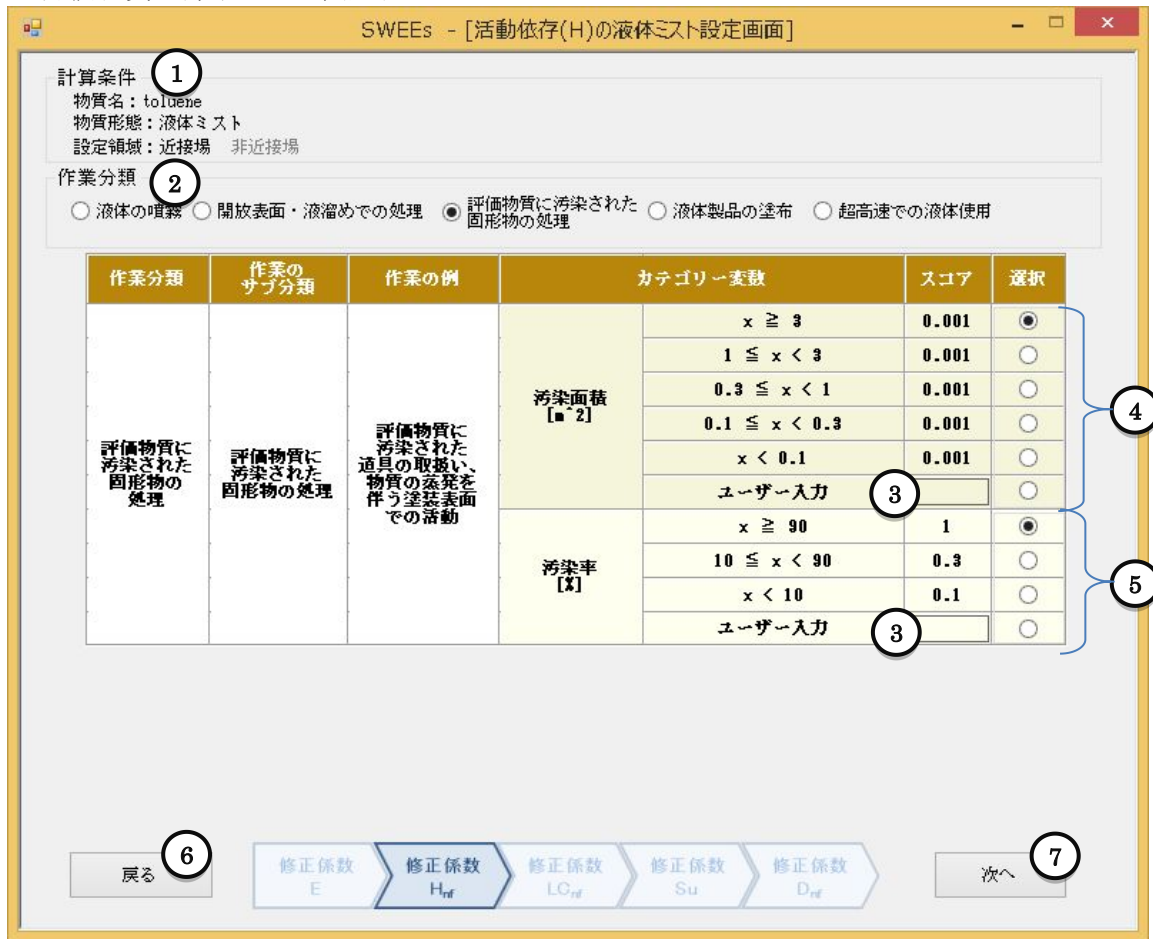 SWEEs - [活動依存(H)の液体ミスト設定画面]
計算条件
①
物質名：toluene
物質形態：液体ミスト
設定領域：近接場 非近接場
作業分類
②
液体の噴霧 開放表面・液溜めでの処理 評価物質に汚染された 液体製品の塗布 超高速での液体使用
固形物の処理
作業分類 作業の カテゴリー変数 スコア 選択
サブ分類
作業の例
評価物質に
汚染された
固形物の
処理
評価物質に
汚染された
固形物の処理
評価物質に
汚染された
道具の取扱い、
物質の蒸発を
伴う塗装表面
での活動
汚染面積
[m^2]
x ≧ 3 0.001
1 ≦ x < 3 0.001
0.3 ≦ x < 1 0.001
0.1 ≦ x < 0.3 0.001
x < 0.1 0.001
ユーザー入力 ③
④
汚染率
[%]
x ≧ 90 1
10 ≦ x < 90 0.3
x < 10 0.1
ユーザー入力 ③
⑤
戻る ⑥
修正係数
E
修正係数
Hnf
修正係数
LCnf
修正係数
Su
修正係数
Dnf
次へ ⑦